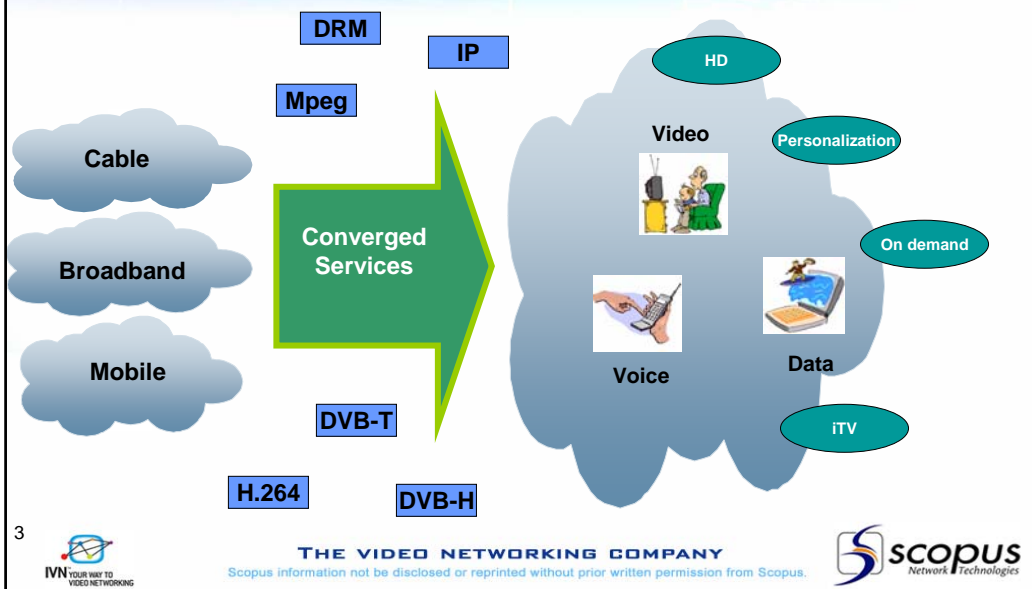 DRM
IP
Mpeg
HD
Video
Personalization
Cable
Converged
Services
On demand
Broadband
Mobile
Voice
Data
DVB-T
iTV
H.264
DVB-H
3
IVN YOUR WAY TO
VIDEO NETWORKING
THE VIDEO NETWORKING COMPANY
Scopus information not be disclosed or reprinted without prior written permission from Scopus.
scopus
Network Technologies